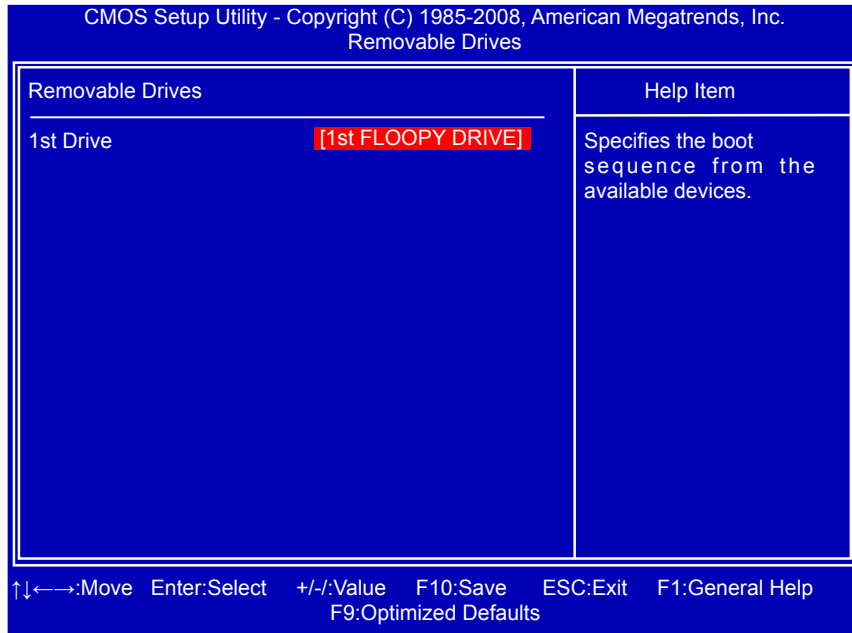 CMOS Setup Utility - Copyright (C) 1985-2008, American Megatrends, Inc.
Removable Drives
Removable Drives
Help Item
1st Drive [1st FLOOPY DRIVE]
Specifies the boot
sequence from the
available devices.
↑↓←→:Move Enter:Select +/-/:Value F10:Save ESC:Exit F1:General Help
F9:Optimized Defaults